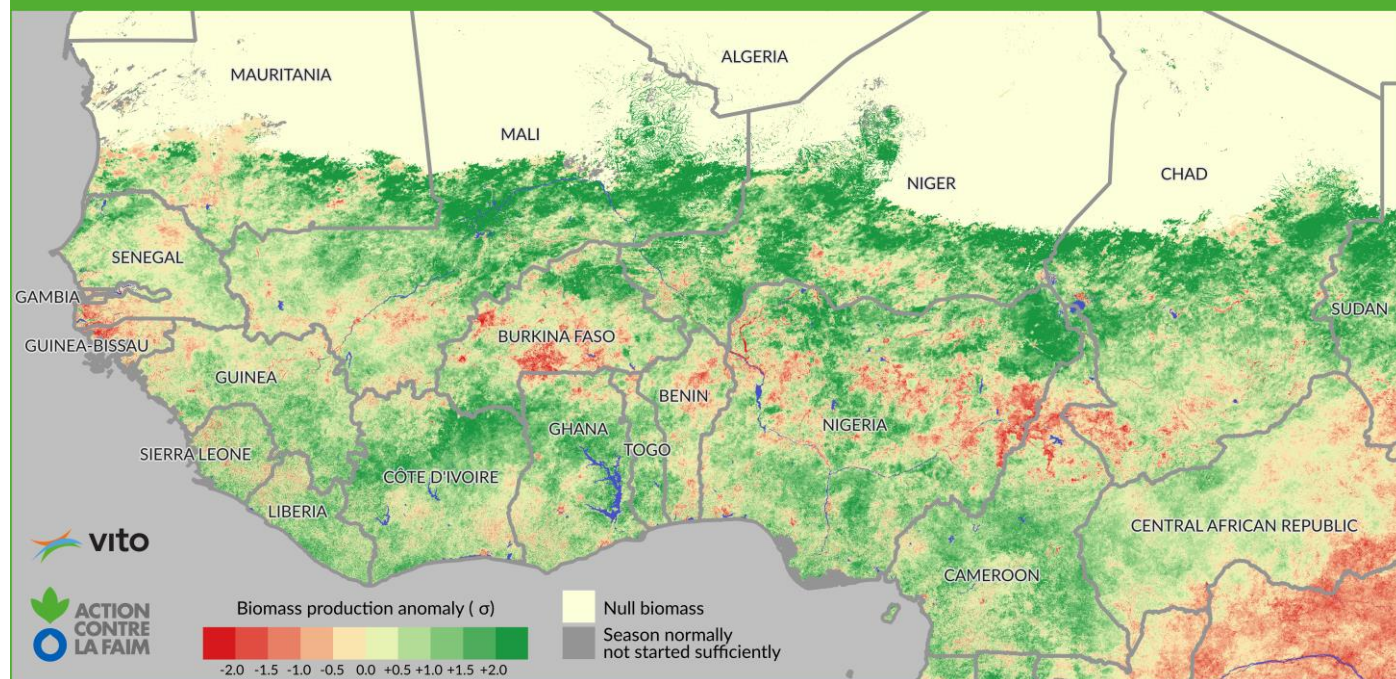 ALGERIA
MAURITANIA
MALI
NIGER
CHAD
SENEGAL
GAMBIA
SUDAN
BURKINA FASO
GUINEA-BISSAU
GUINEA
BENIN
NIGERIA
GHANA
TOGO
SIERRA LEONE
CÔTE D'IVOIRE
LIBERIA
CENTRAL AFRICAN REPUBLIC
CAMEROON
vito
ACTION
CONTRE
LA FAIM
Biomass production anomaly ( σ)
-2.0 -1.5 -1.0 -0.5 0.0 +0.5 +1.0 +1.5 +2.0
Null biomass
Season normally
not started sufficiently